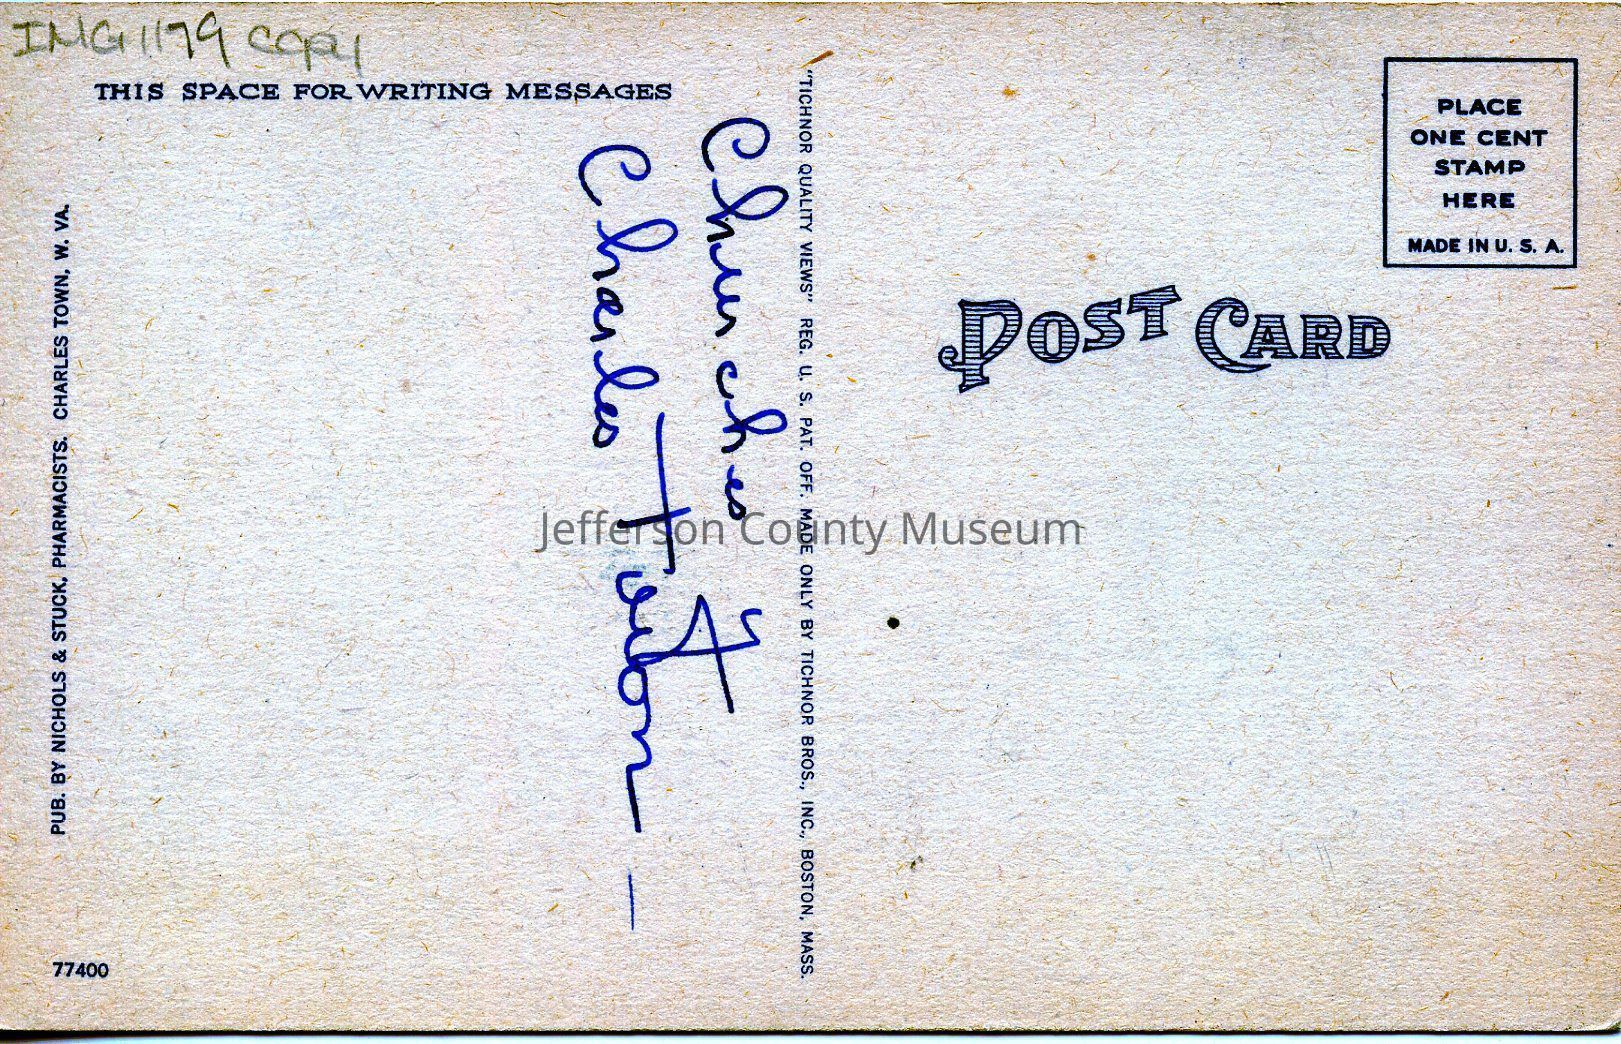 IMG1179 copy
THIS SPACE FOR WRITING MESSAGES
PUB. BY NICHOLS & STUCK, PHARMACISTS. CHARLES TOWN, W. VA.
77400
Churches
Charles Town —
"TICHNOR QUALITY VIEWS" REG. U. S. PAT. OFF. MADE ONLY BY TICHNOR BROS., INC., BOSTON, MASS.
POST CARD
PLACE
ONE CENT
STAMP
HERE
MADE IN U. S. A.
Jefferson County Museum